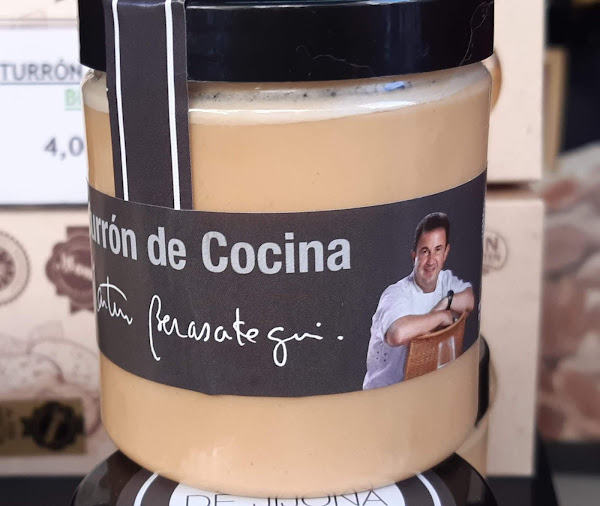 TURRÓN
4,0
urrón de Cocina
Martín Berasategui.
DE JIJONA